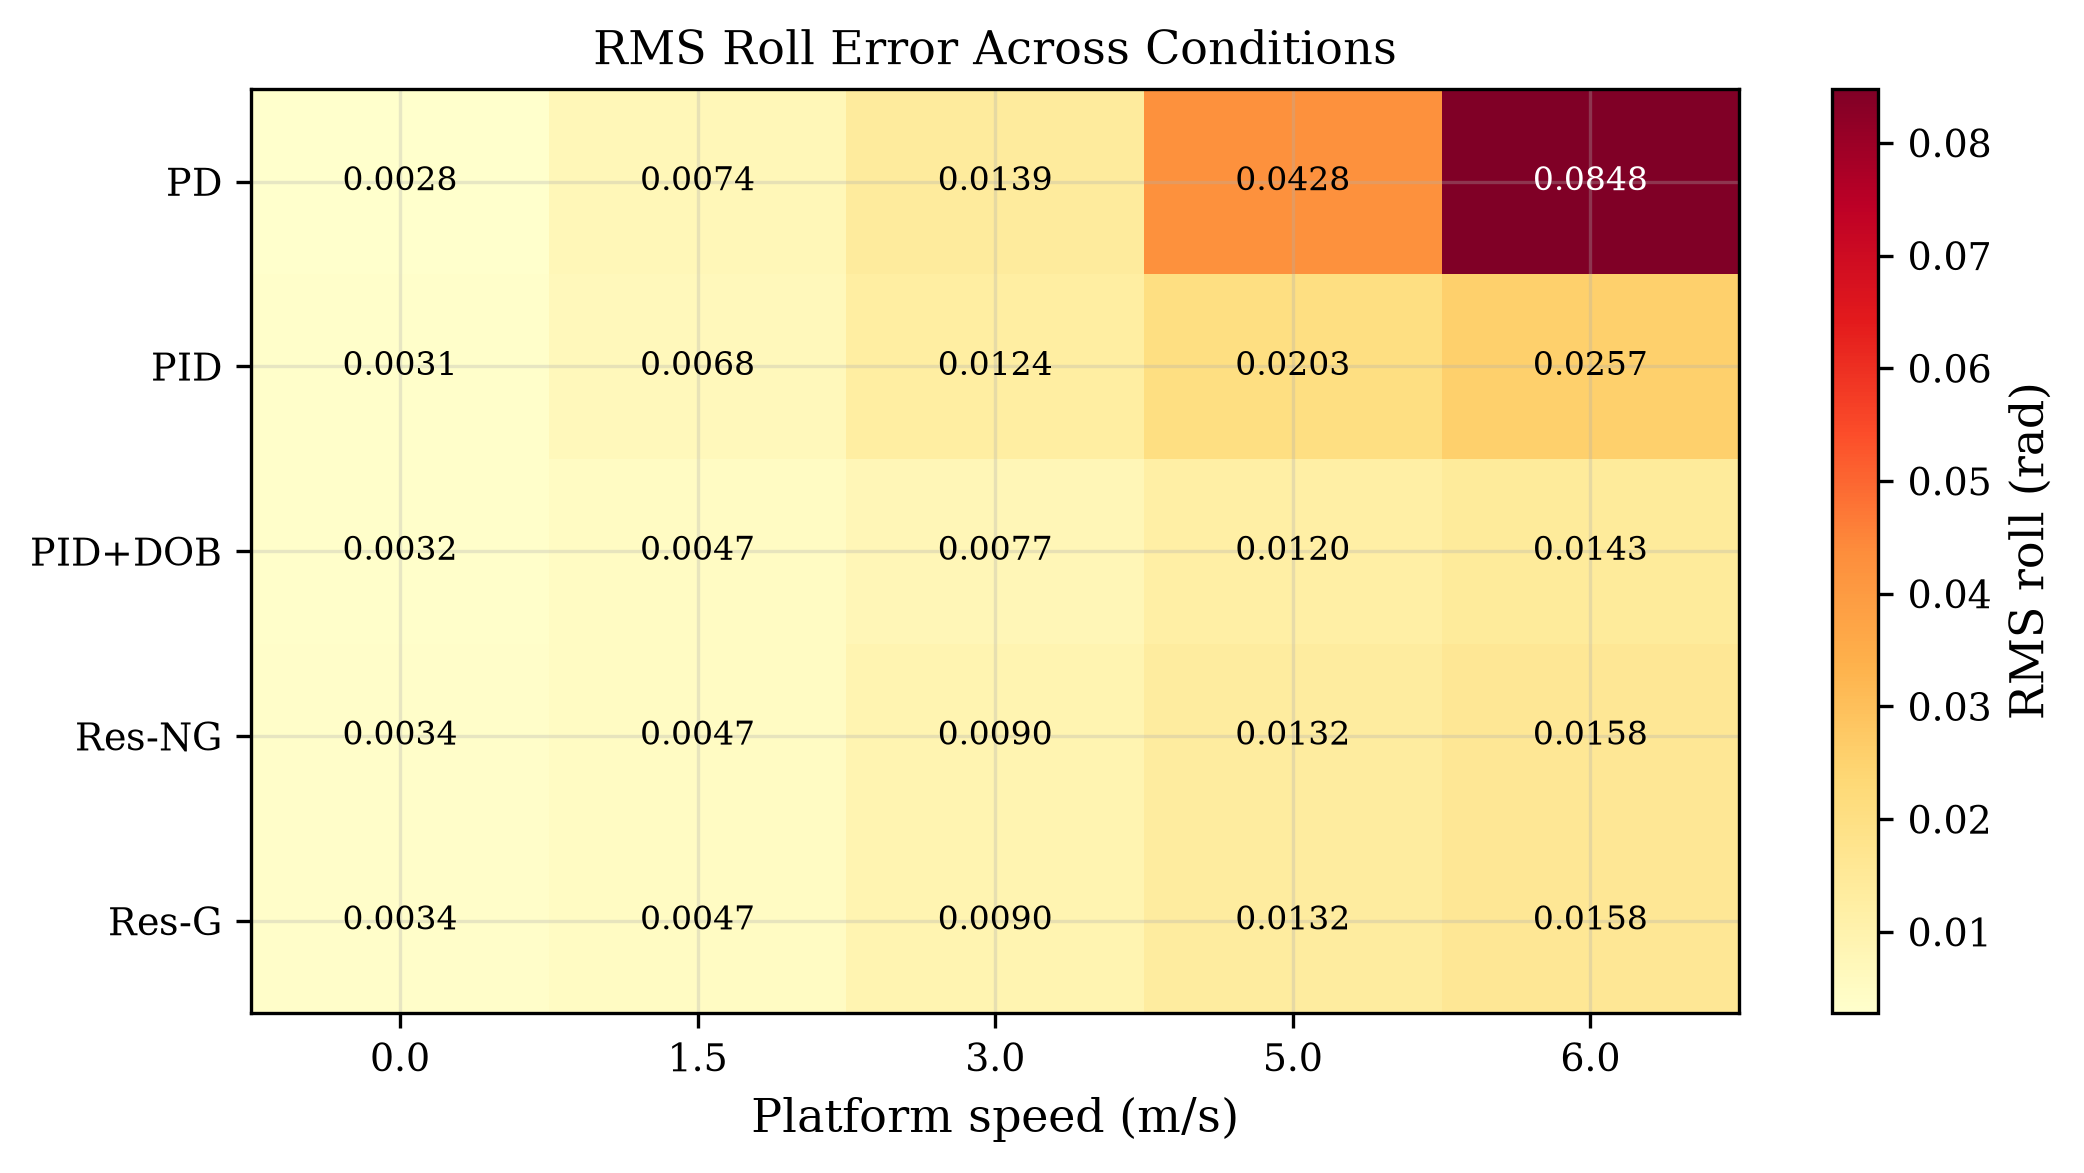 RMS Roll Error Across Conditions
PD 0.0028 0.0074 0.0139 0.0428 0.0848
PID 0.0031 0.0068 0.0124 0.0203 0.0257
PID+DOB 0.0032 0.0047 0.0077 0.0120 0.0143
Res-NG 0.0034 0.0047 0.0090 0.0132 0.0158
Res-G 0.0034 0.0047 0.0090 0.0132 0.0158
0.0 1.5 3.0 5.0 6.0
Platform speed (m/s)
0.08
0.07
0.06
0.05
0.04
0.03
0.02
0.01
RMS roll (rad)